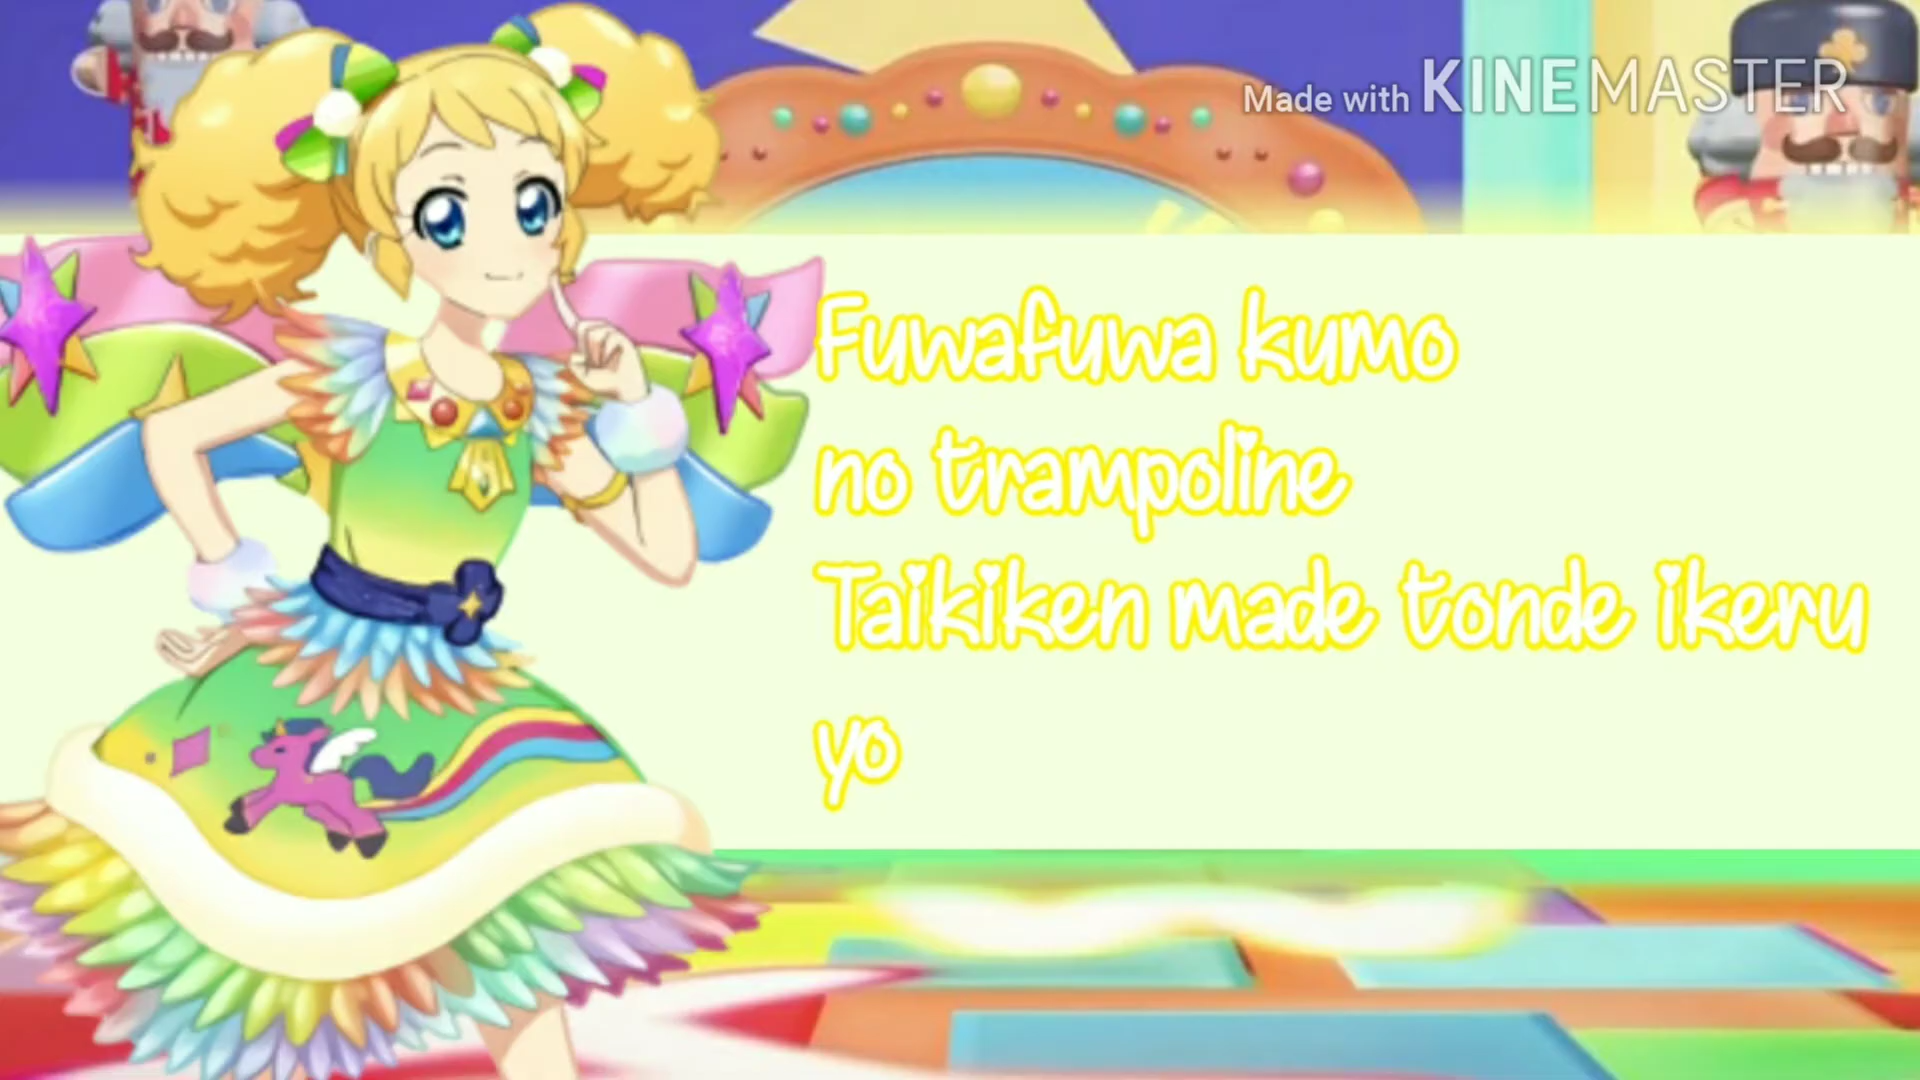 Made with KINEMASTER
Fuwafuwa kumo
no trampoline
Taikiken made tonde ikeru
yo